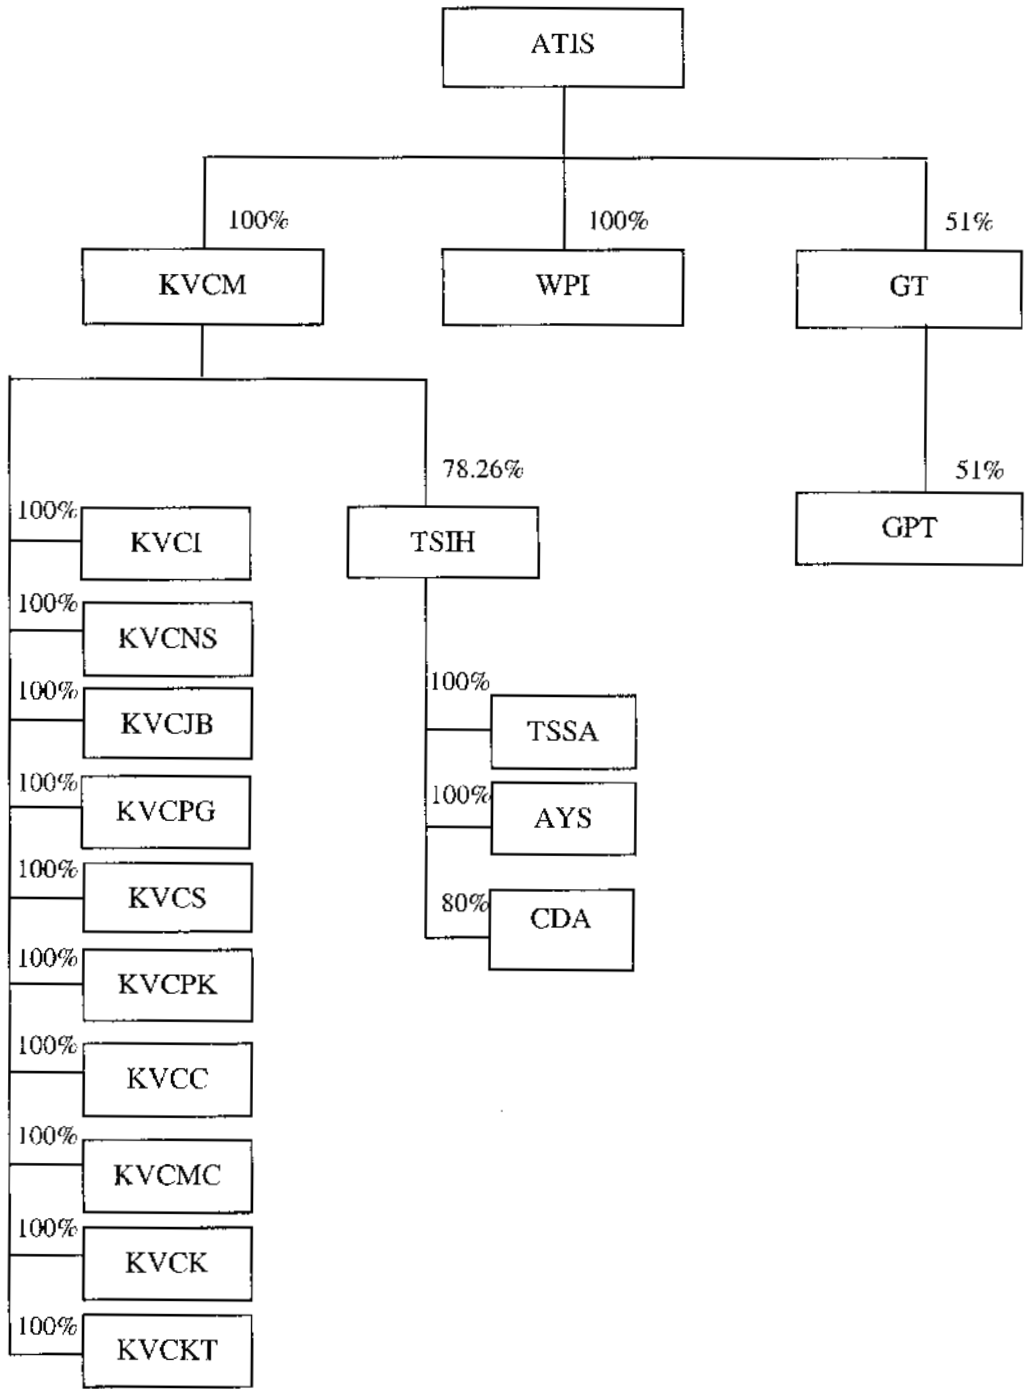 ATIS
100%
100%
51%
KVCM
WPI
GT
78.26%
51%
100%
KVCI
TSIH
GPT
100%
KVCNS
100%
100%
KVCJB
TSSA
100%
100%
KVCPG
AYS
100%
80%
KVCS
CDA
100%
KVCPK
100%
KVCC
100%
KVCMC
100%
KVCK
100%
KVCKT